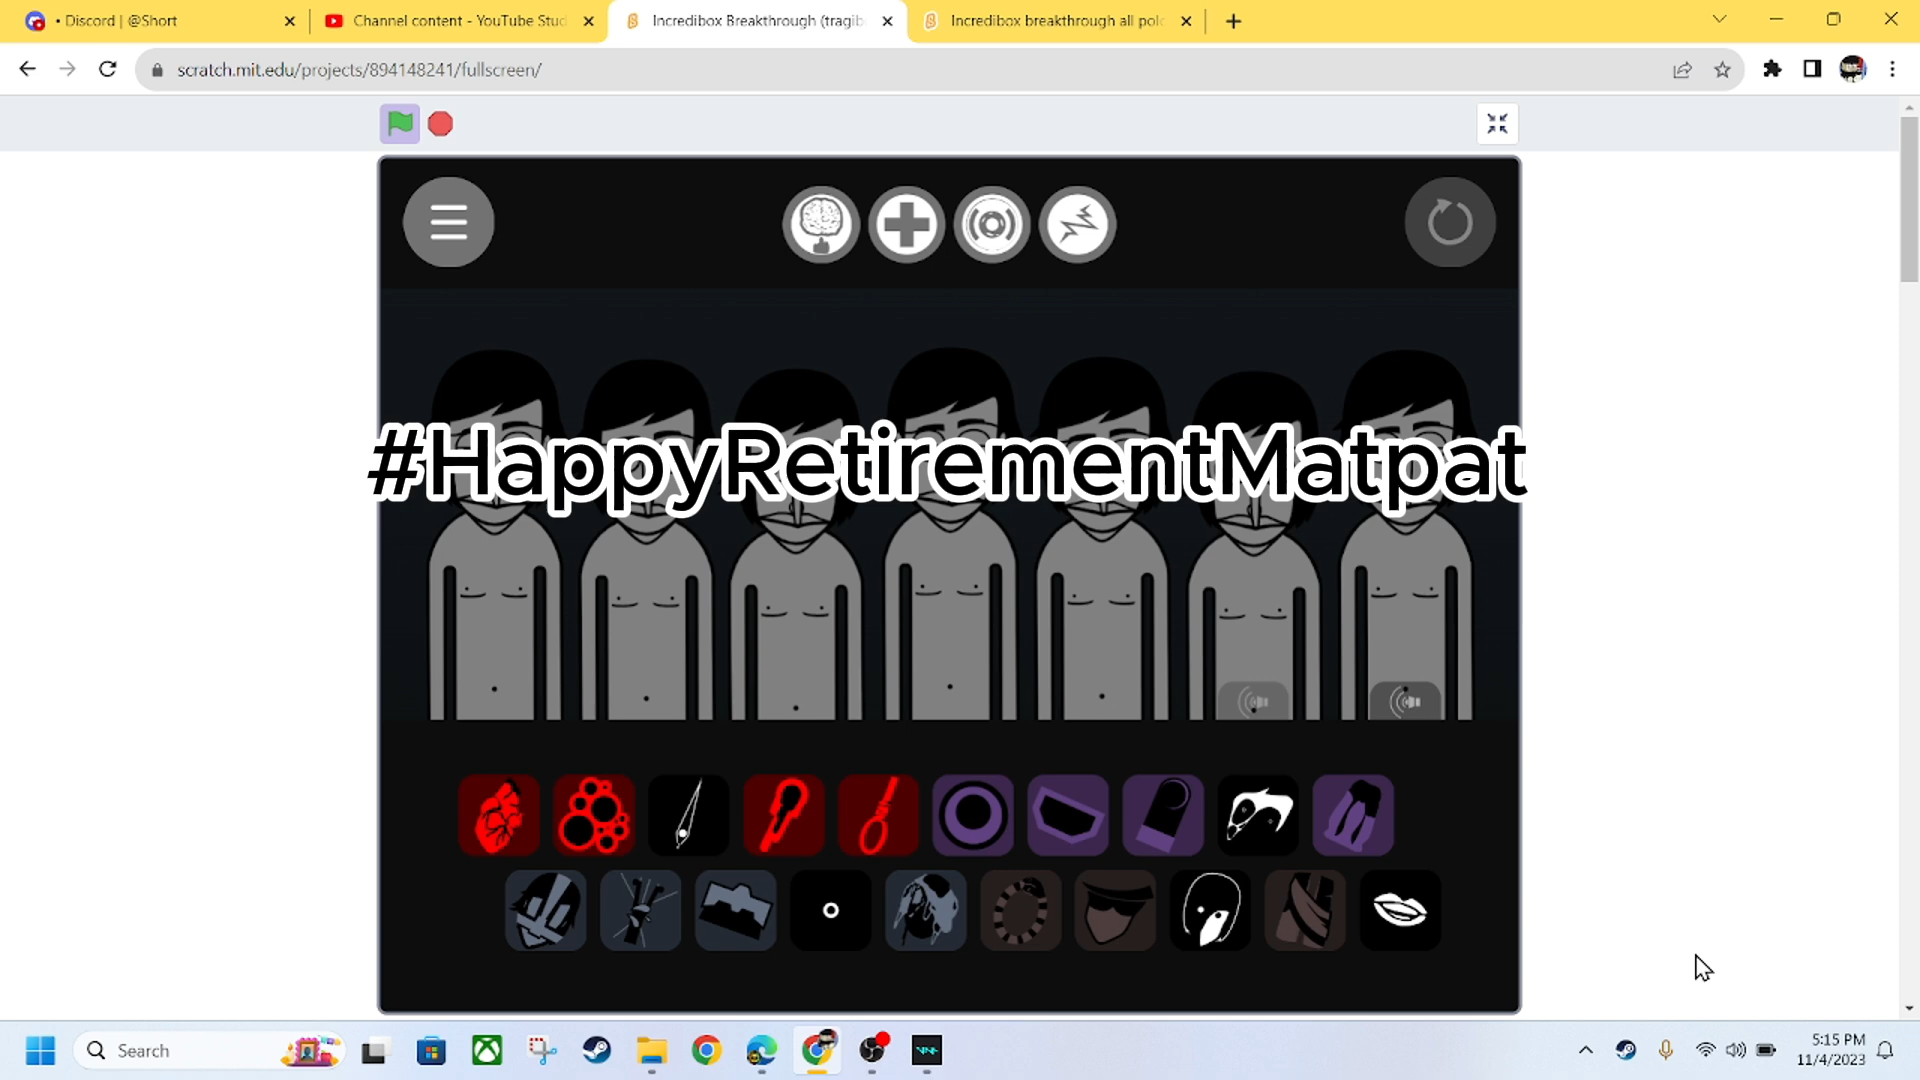 • Discord | @Short
Channel content - YouTube Stud
Incredibox Breakthrough (tragib
Incredibox breakthrough all polo
scratch.mit.edu/projects/894148241/fullscreen/
#HappyRetirementMatpat
Search
5:15 PM
11/4/2023